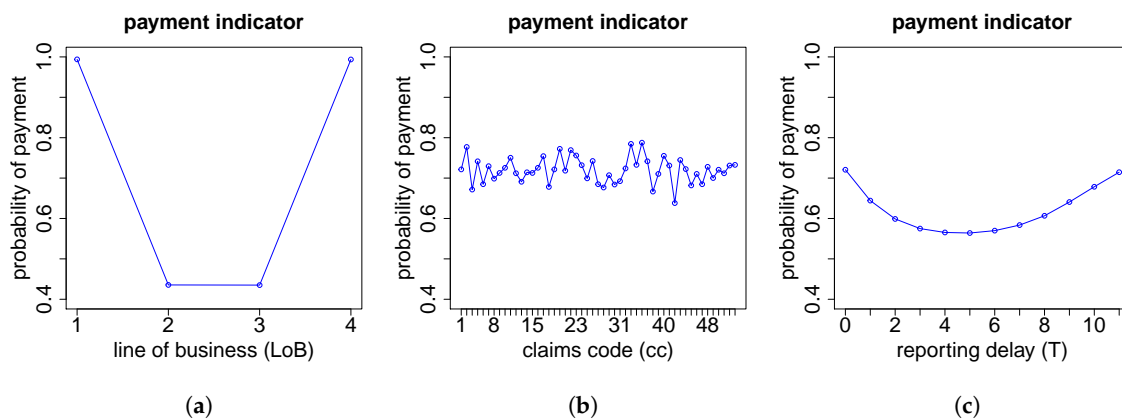 payment indicator
probability of payment
0.4 0.6 0.8 1.0
1 2 3 4
line of business (LoB)
(a)
payment indicator
probability of payment
0.4 0.6 0.8 1.0
1 8 15 23 31 40 48
claims code (cc)
(b)
payment indicator
probability of payment
0.4 0.6 0.8 1.0
0 2 4 6 8 10
reporting delay (T)
(c)